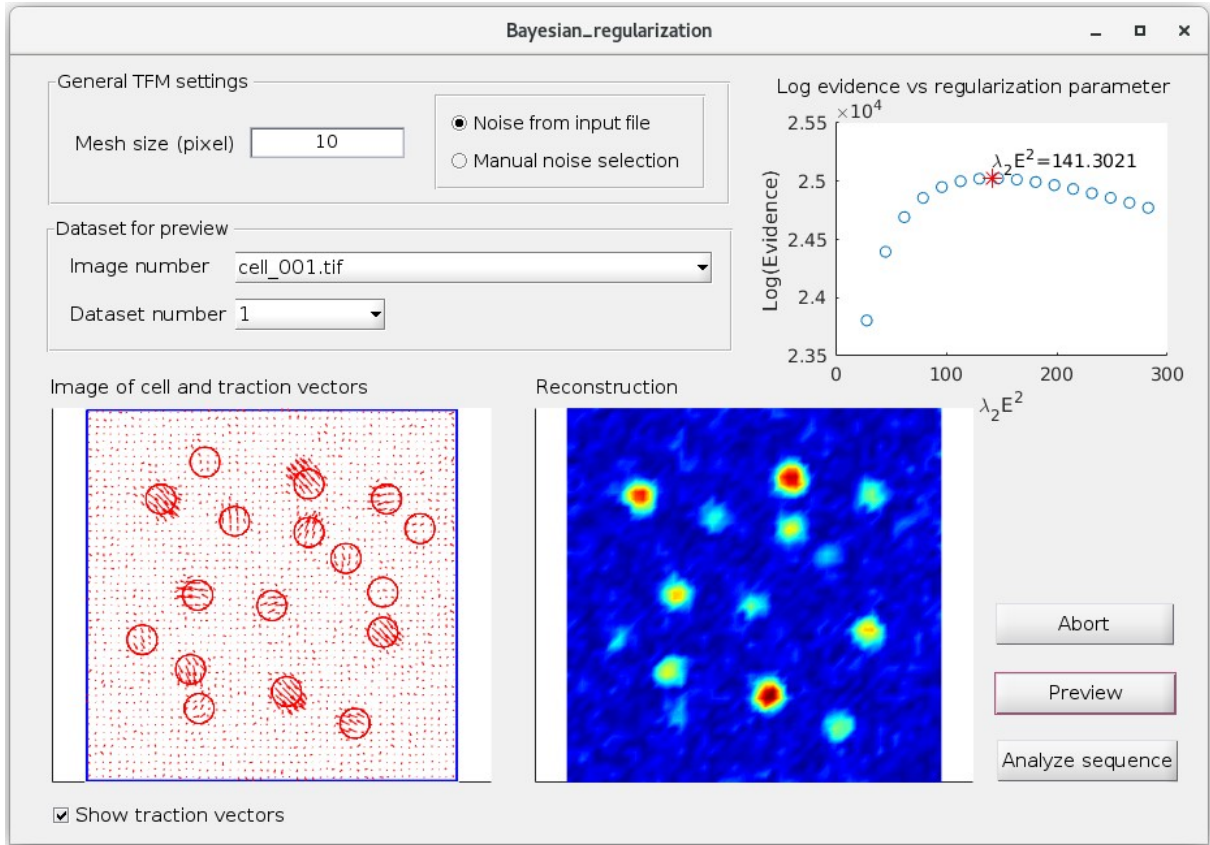 Bayesian_regularization
General TFM settings
Mesh size (pixel) 10
Noise from input file
Manual noise selection
Dataset for preview
Image number cell_001.tif
Dataset number 1
Log evidence vs regularization parameter
×10⁴
2.55
2.5
2.45
2.4
2.35
Log(Evidence)
λ₂E²=141.3021
0 100 200 300
λ₂E²
Image of cell and traction vectors
Reconstruction
Abort
Preview
Analyze sequence
Show traction vectors